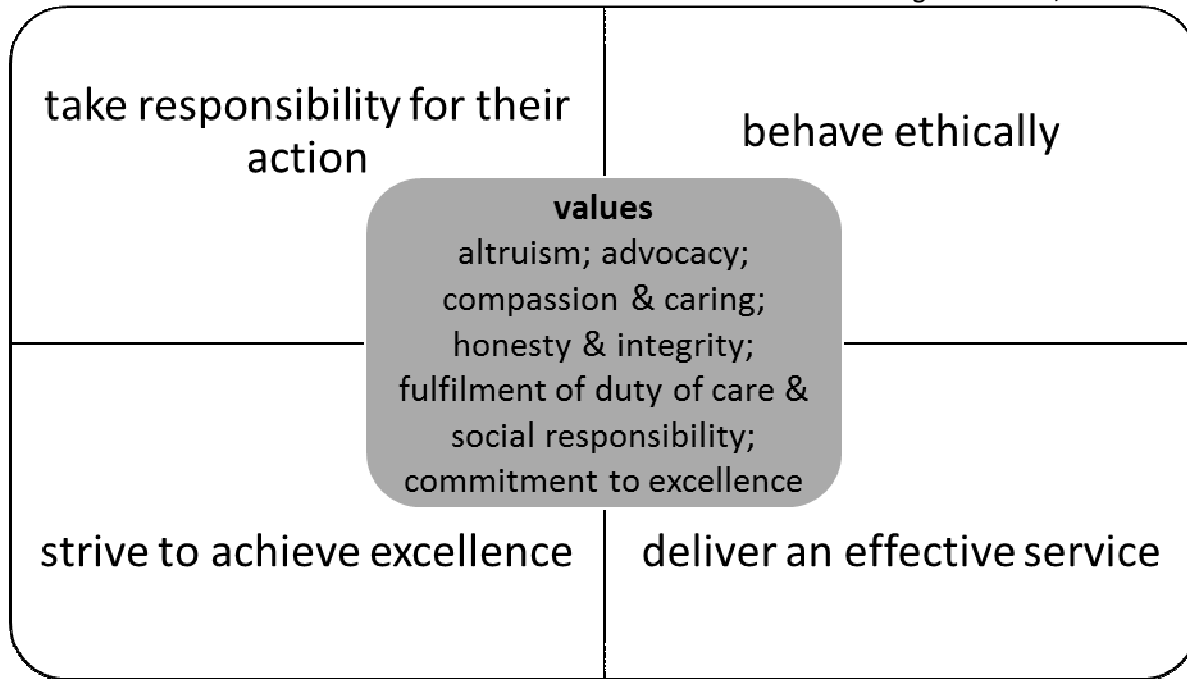 take responsibility for their
action
behave ethically
values
altruism; advocacy;
compassion & caring;
honesty & integrity;
fulfilment of duty of care &
social responsibility;
commitment to excellence
strive to achieve excellence
deliver an effective service